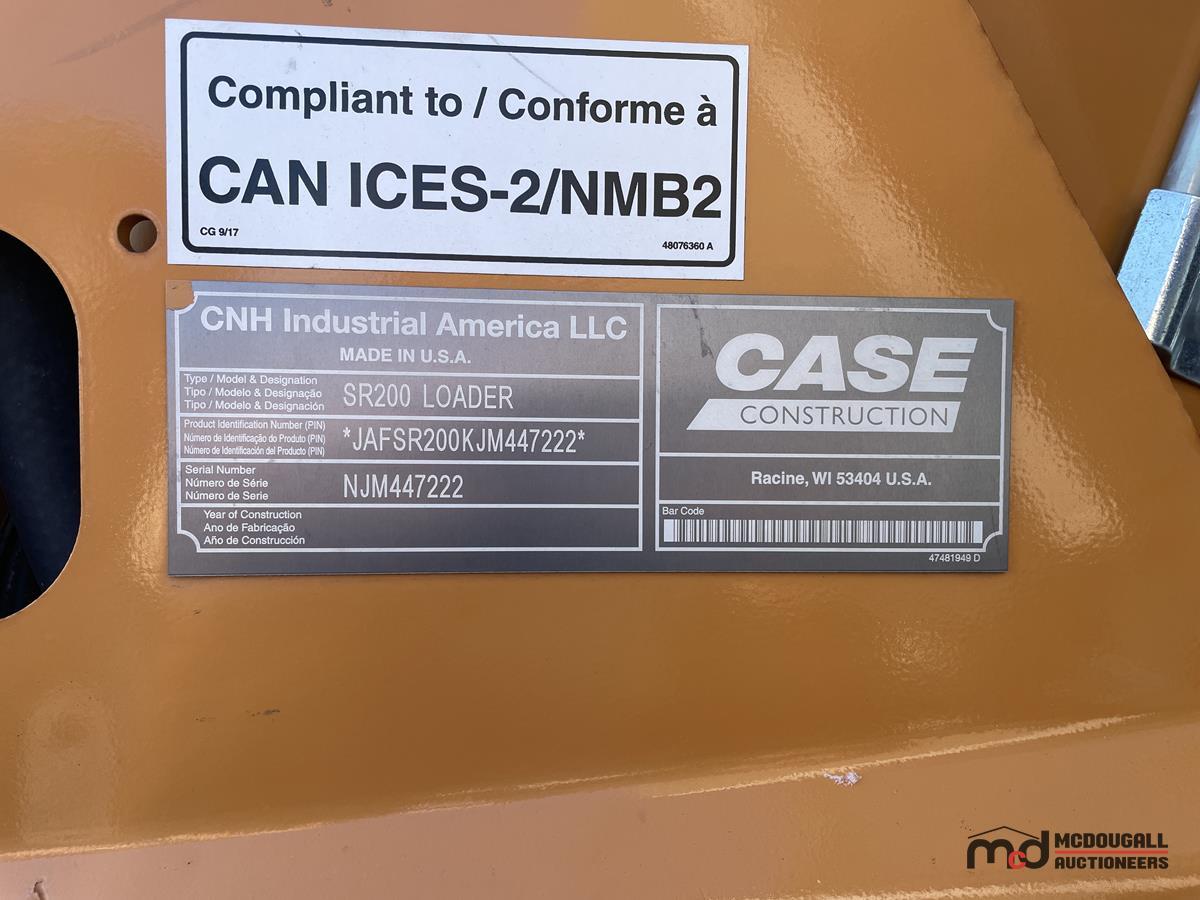 Compliant to / Conforme à
CAN ICES-2/NMB2
CG 9/17
48076360 A
CNH Industrial America LLC
MADE IN U.S.A.
Type / Model & Designation
Tipo / Modelo & Designação
Tipo / Modelo & Designación
SR200 LOADER
Product Identification Number (PIN)
Número de Identificação do Produto (PIN)
Número de Identificación del Producto (PIN)
*JAFSR200KJM447222*
Serial Number
Número de Série
Número de Serie
NJM447222
Year of Construction
Ano de Fabricação
Año de Construcción
CASE
CONSTRUCTION
Racine, WI 53404 U.S.A.
Bar Code
47481949 D
mcd
MCDOUGALL
AUCTIONEERS